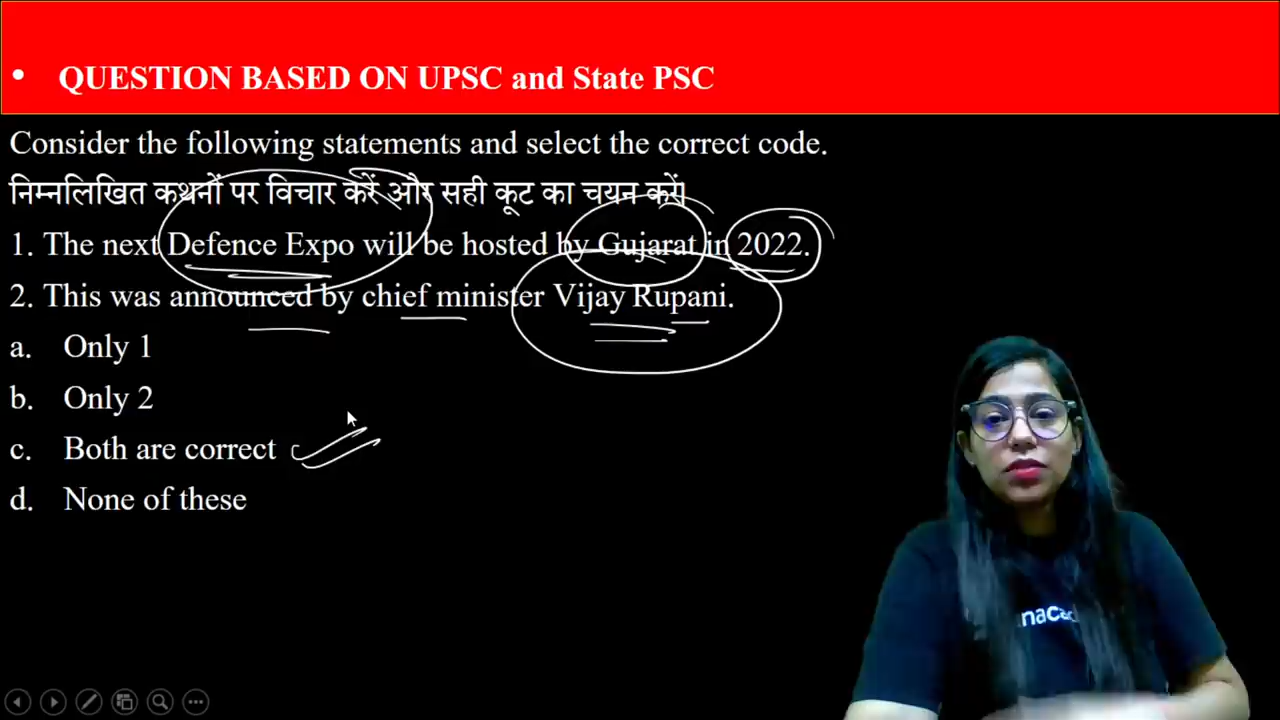 • QUESTION BASED ON UPSC and State PSC
Consider the following statements and select the correct code.
निम्नलिखित कथनों पर विचार करें और सही कूट का चयन करें|
1. The next Defence Expo will be hosted by Gujarat in 2022.
2. This was announced by chief minister Vijay Rupani.
a. Only 1
b. Only 2
c. Both are correct
d. None of these